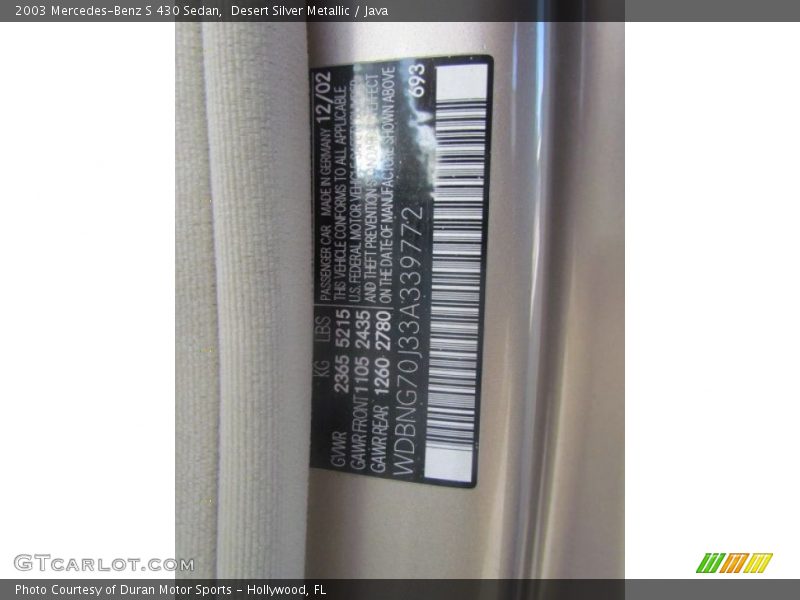 2003 Mercedes-Benz S 430 Sedan, Desert Silver Metallic / Java
PASSENGER CAR MADE IN GERMANY 12/02
THIS VEHICLE CONFORMS TO ALL APPLICABLE
U.S. FEDERAL MOTOR VEHICLE
AND THEFT PREVENTION EFFECT
ON THE DATE OF MANUFACTURE SHOWN ABOVE
693
KG LBS
GVWR 2365 5215
GAWR FRONT 1105 2435
GAWR REAR 1260 2780
WDBNG70J33A339772
GTCarLot.com
Photo Courtesy of Duran Motor Sports - Hollywood, FL